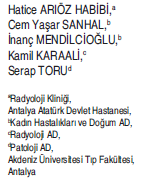 Hatice ARIÖZ HABİBİ,ᵃ
Cem Yaşar SANHAL,ᵇ
İnanç MENDİLCİOĞLU,ᵇ
Kamil KARAALİ,ᶜ
Serap TORUᵈ
ᵃRadyoloji Kliniği,
Antalya Atatürk Devlet Hastanesi,
ᵇKadın Hastalıkları ve Doğum AD,
ᶜRadyoloji AD,
ᵈPatoloji AD,
Akdeniz Üniversitesi Tıp Fakültesi,
Antalya